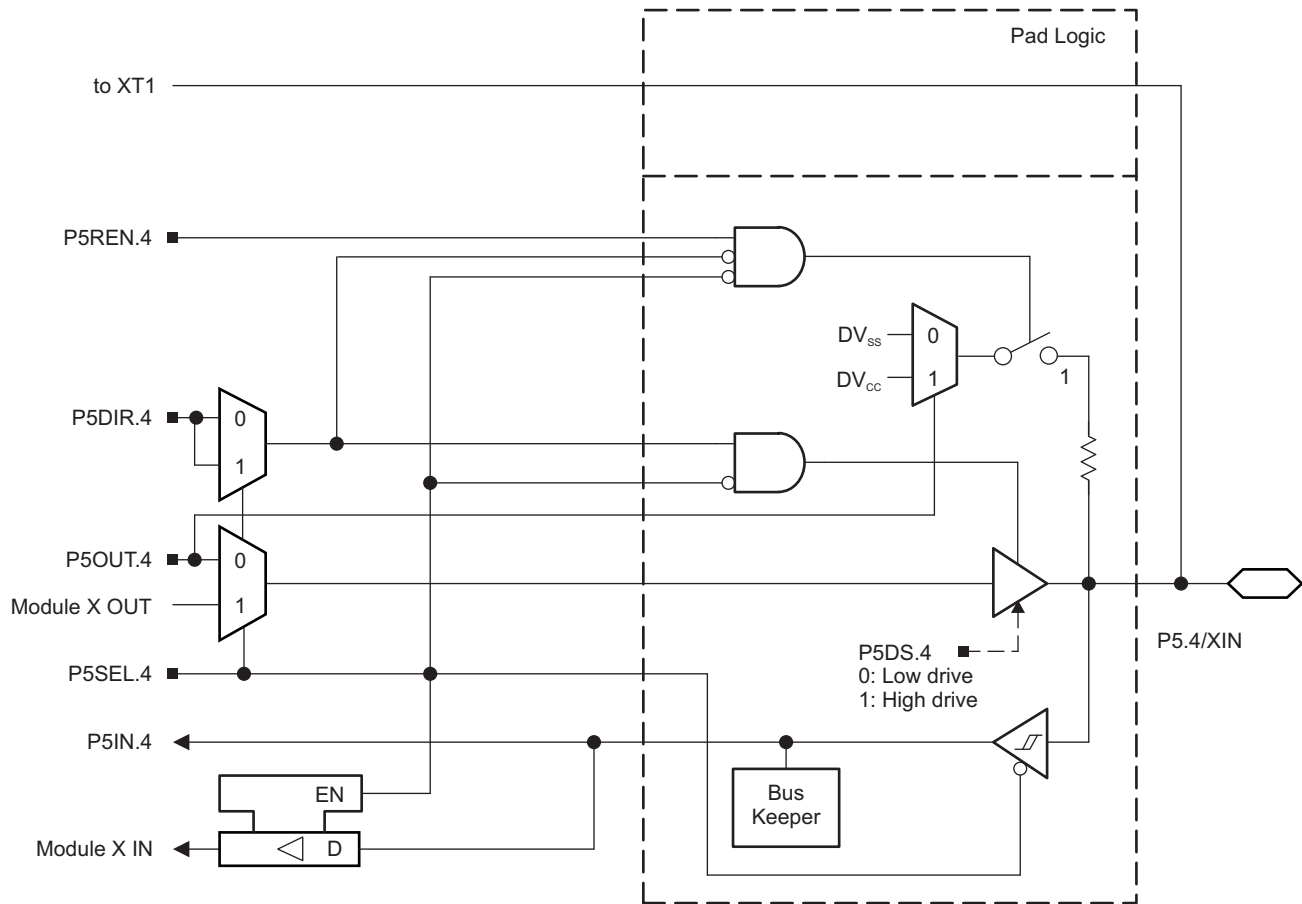 Pad Logic
to XT1
P5REN.4
DVSS
0
DVCC
1
1
P5DIR.4
0
1
P5OUT.4
0
Module X OUT
1
P5DS.4
0: Low drive
1: High drive
P5.4/XIN
P5SEL.4
P5IN.4
EN
Bus
Keeper
Module X IN
D